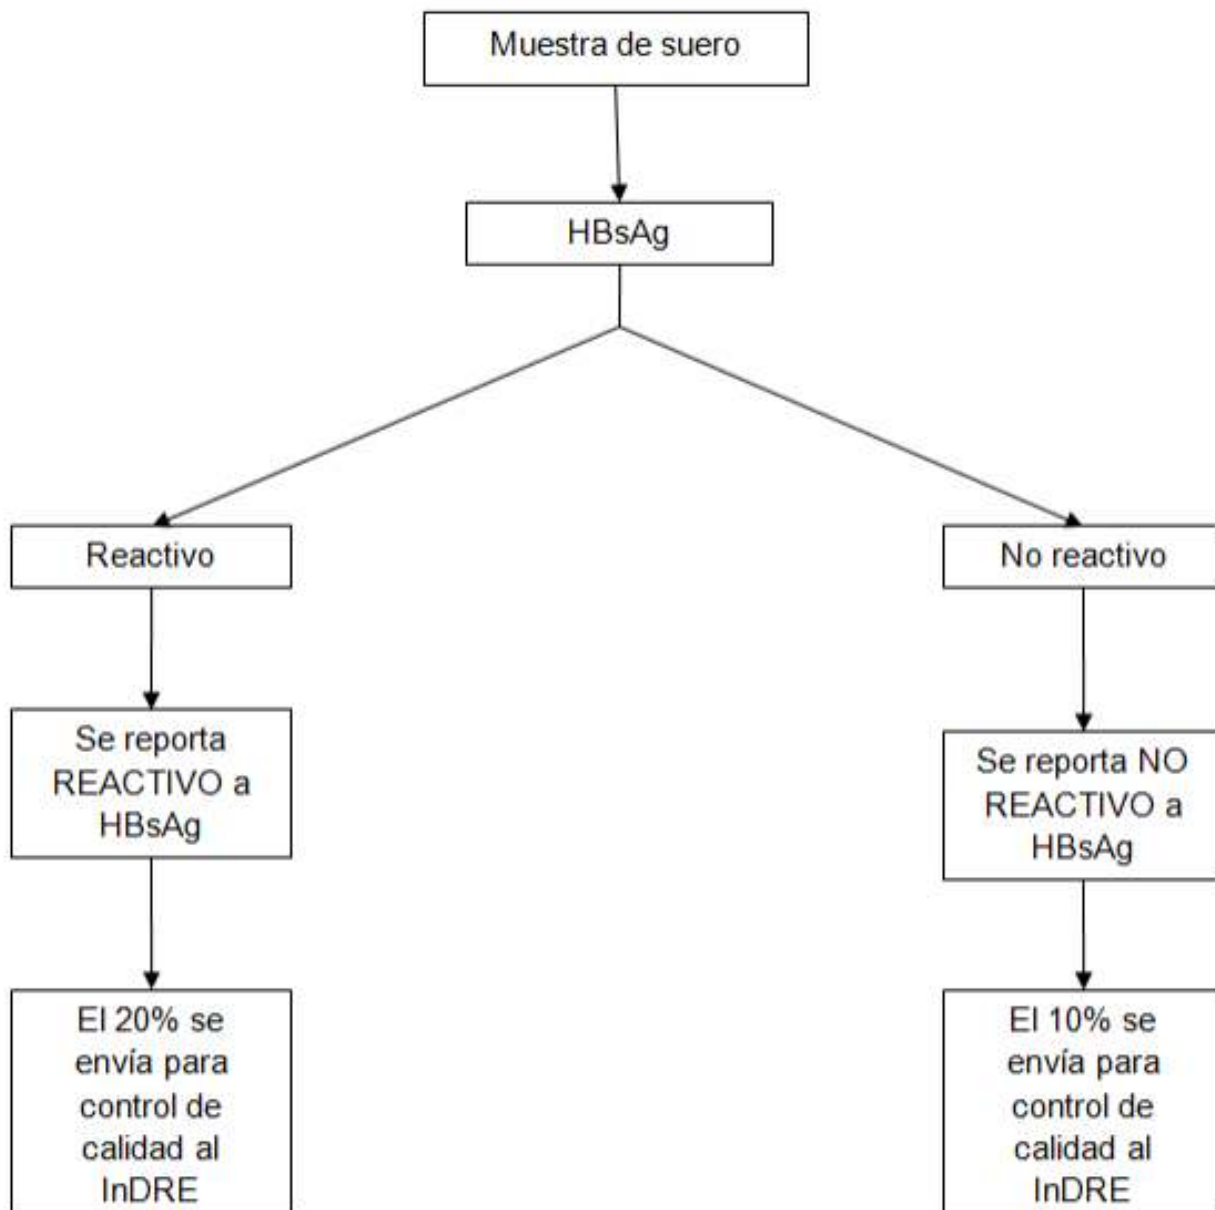 Muestra de suero
HBsAg
Reactivo
No reactivo
Se reporta
REACTIVO a
HBsAg
Se reporta NO
REACTIVO a
HBsAg
El 20% se
envía para
control de
calidad al
InDRE
El 10% se
envía para
control de
calidad al
InDRE